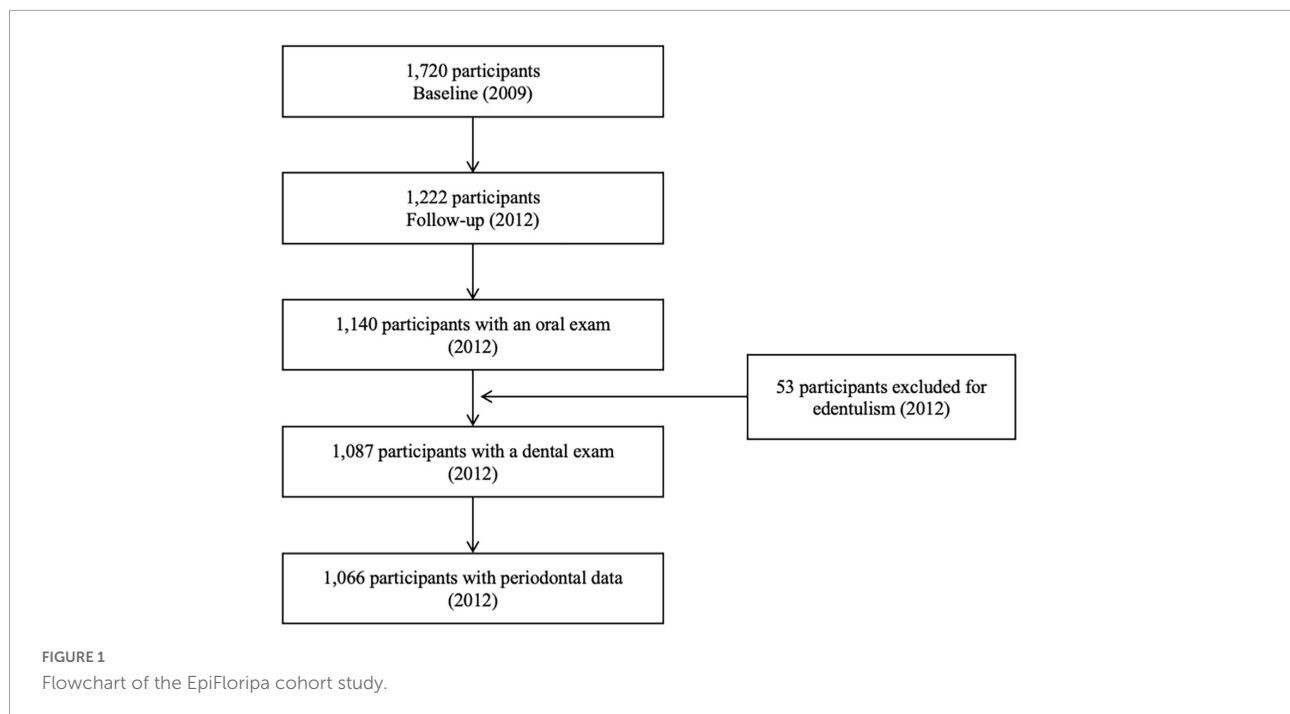 1,720 participants
Baseline (2009)
1,222 participants
Follow-up (2012)
1,140 participants with an oral exam
(2012)
53 participants excluded for
edentulism (2012)
1,087 participants with a dental exam
(2012)
1,066 participants with periodontal data
(2012)
FIGURE 1
Flowchart of the EpiFloripa cohort study.